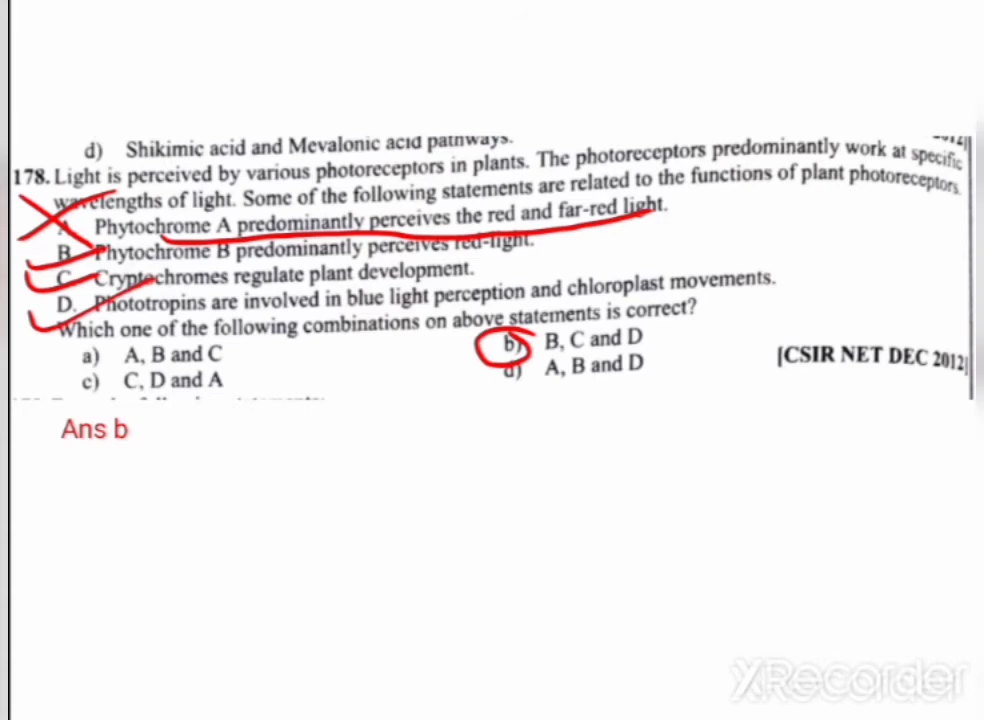 d) Shikimic acid and Mevalonic acid pathways.
178. Light is perceived by various photoreceptors in plants. The photoreceptors predominantly work at specific
wavelengths of light. Some of the following statements are related to the functions of plant photoreceptors.
A. Phytochrome A predominantly perceives the red and far-red light.
B. Phytochrome B predominantly perceives red-light.
C. Cryptochromes regulate plant development.
D. Phototropins are involved in blue light perception and chloroplast movements.
Which one of the following combinations on above statements is correct?
a) A, B and C
b) B, C and D
c) C, D and A
d) A, B and D
[CSIR NET DEC 2012]
Ans b
XRecorder